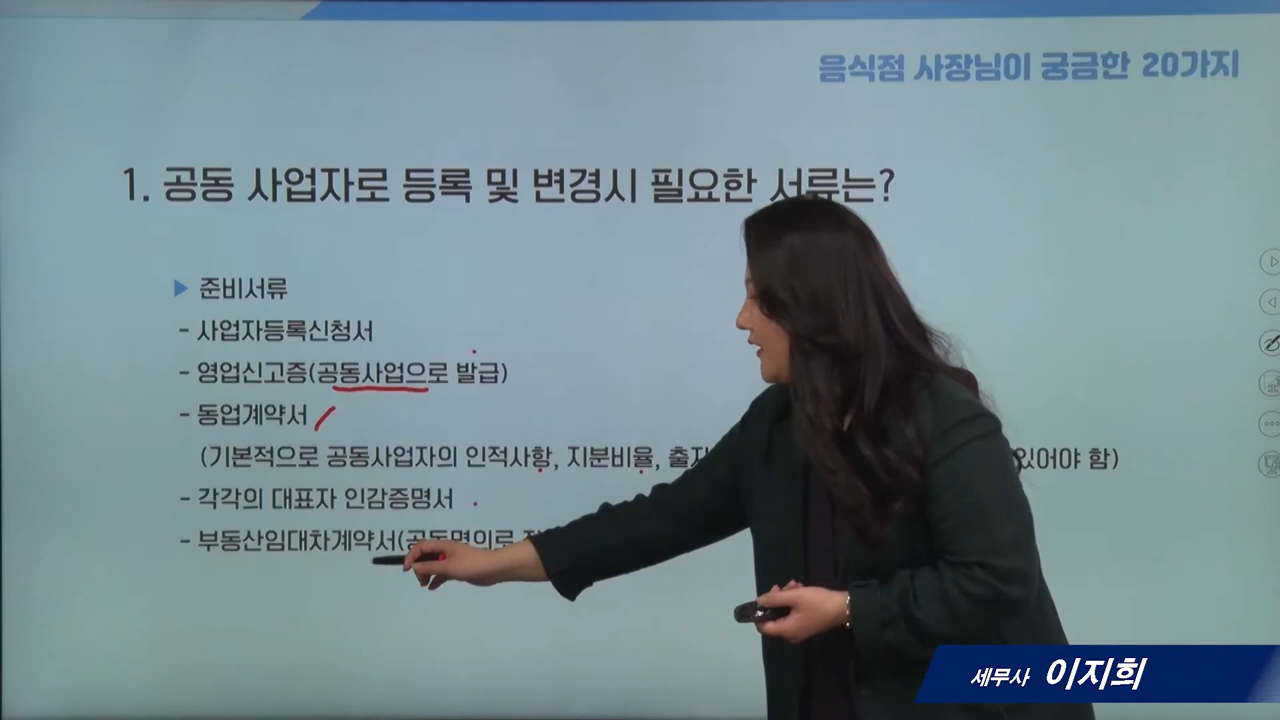 음식점 사장님이 궁금한 20가지
1. 공동 사업자로 등록 및 변경시 필요한 서류는?
▶ 준비서류
- 사업자등록신청서
- 영업신고증(공동사업으로 발급)
- 동업계약서
(기본적으로 공동사업자의 인적사항, 지분비율, 있어야 함)
- 각각의 대표자 인감증명서
- 부동산임대차계약서(공동명의로
세무사 이지희